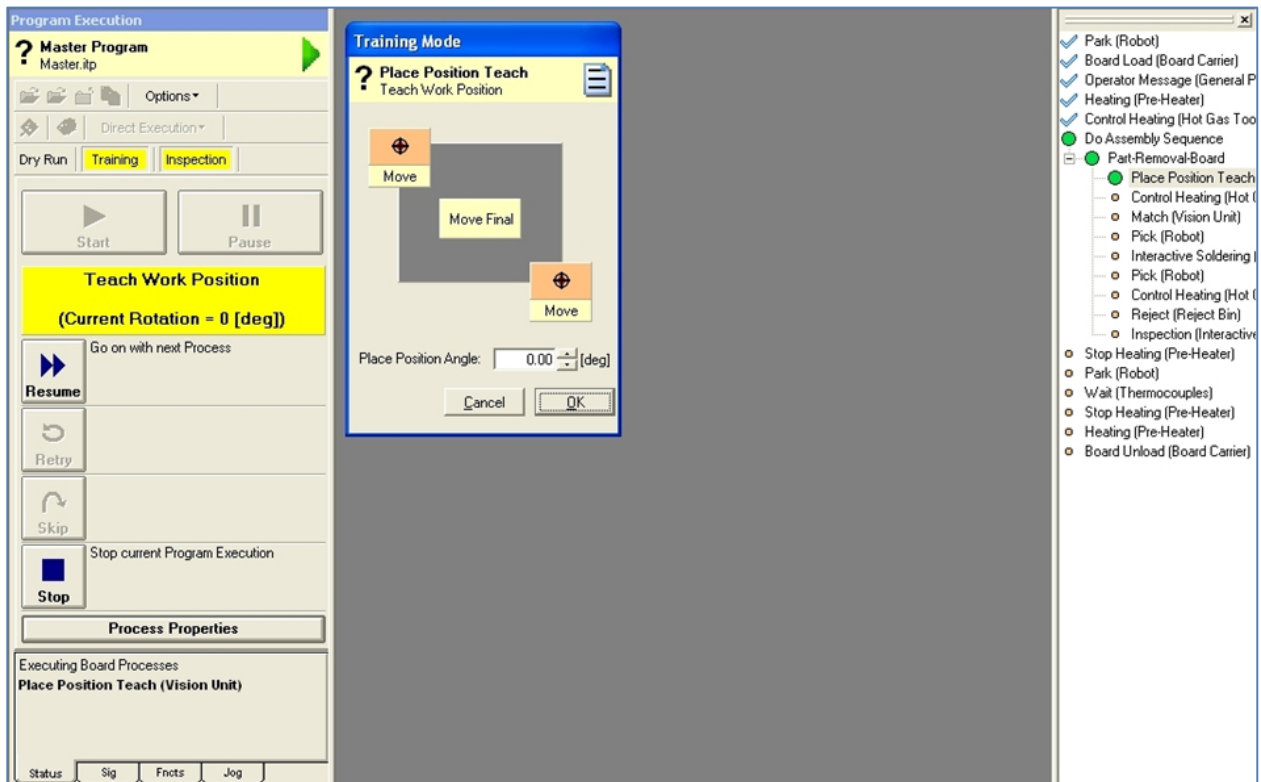 Program Execution
? Master Program
Master.itp
Options
Direct Execution
Dry Run Training Inspection
Start Pause
Teach Work Position
(Current Rotation = 0 [deg])
Go on with next Process
Resume
Retry
Skip
Stop current Program Execution
Stop
Process Properties
Executing Board Processes
Place Position Teach (Vision Unit)
Status Sig Fncts Jog
Training Mode
? Place Position Teach
Teach Work Position
Move
Move Final
Move
Place Position Angle: 0.00 [deg]
Cancel OK
Park (Robot)
Board Load (Board Carrier)
Operator Message (General P
Heating (Pre-Heater)
Control Heating (Hot Gas Too
Do Assembly Sequence
Part-Removal-Board
Place Position Teach
Control Heating (Hot G
Match (Vision Unit)
Pick (Robot)
Interactive Soldering (
Pick (Robot)
Control Heating (Hot G
Reject (Reject Bin)
Inspection (Interactive
Stop Heating (Pre-Heater)
Park (Robot)
Wait (Thermocouples)
Stop Heating (Pre-Heater)
Heating (Pre-Heater)
Board Unload (Board Carrier)